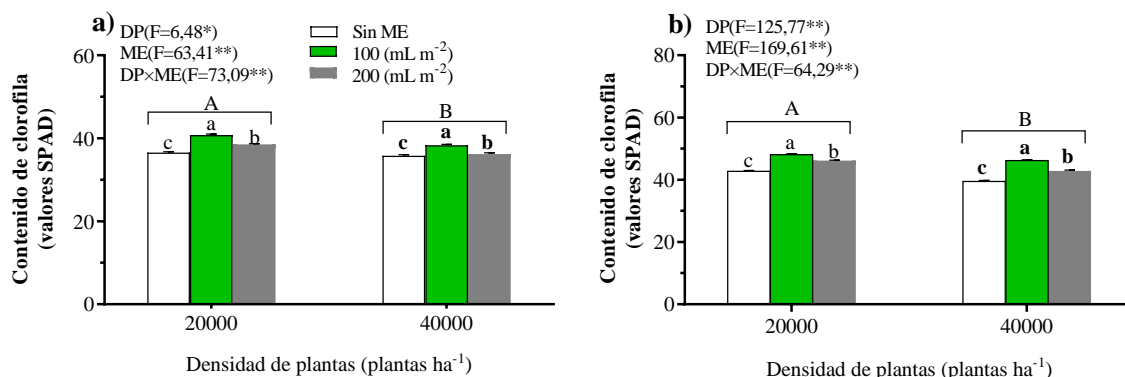 a)
DP(F=6,48*)
ME(F=63,41**)
DP×ME(F=73,09**)
Sin ME
100 (mL m-2)
200 (mL m-2)
Contenido de clorofila
(valores SPAD)
60
40
20
0
A
c a b
B
c a b
20000 40000
Densidad de plantas (plantas ha-1)
b)
DP(F=125,77**)
ME(F=169,61**)
DP×ME(F=64,29**)
Contenido de clorofila
(valores SPAD)
80
60
40
20
0
A
c a b
B
c a b
20000 40000
Densidad de plantas (plantas ha-1)